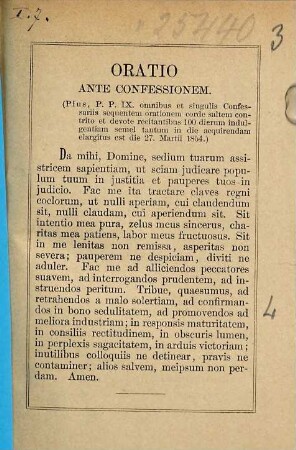 I. 7.
25440
3
ORATIO
ANTE CONFESSIONEM.
(Pius, P. P. IX. omnibus et singulis Confes-
sariis sequentem orationem corde saltem con-
trito et devote recitantibus 100 dierum indul-
gentiam semel tantum in die acquirendam
elargitus est die 27. Martii 1854.)
Da mihi, Domine, sedium tuarum assi-
stricem sapientiam, ut sciam judicare po-
pulum tuum in justitia et pauperes tuos in
judicio. Fac me ita tractare claves regni
coelorum, ut nulli aperiam, cui claudendum
sit, nulli claudam, cui aperiendum sit. Sit
intentio mea pura, zelus meus sincerus, cha-
ritas mea patiens, labor meus fructuosus. Sit
in me lenitas non remissa, asperitas non
severa; pauperem ne despiciam, diviti ne
aduler. Fac me ad alliciendos peccatores
suavem, ad interrogandos prudentem, ad in-
struendos peritum. Tribue, quaesumus, ad
retrahendos a malo solertiam, ad confirman-
dos in bono sedulitatem, ad promovendos ad
meliora industriam; in responsis maturitatem,
in consiliis rectitudinem, in obscuris lumen,
in perplexis sagacitatem, in arduis victoriam;
inutilibus colloquiis ne detinear, pravis ne
contaminer; alios salvem, meipsum non per-
dam. Amen.
4